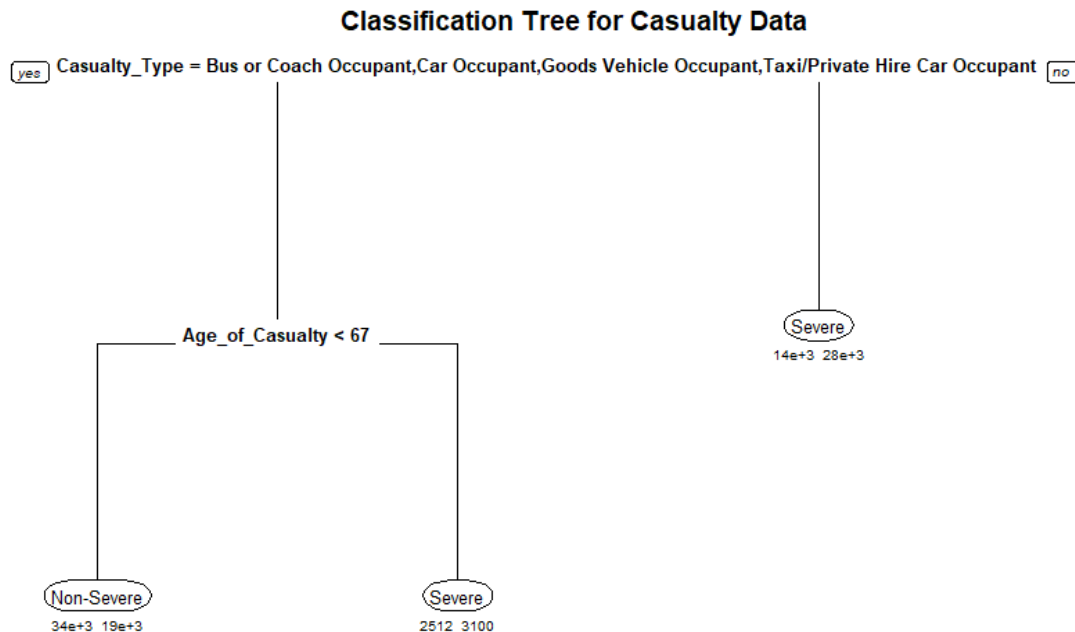 Classification Tree for Casualty Data
yes Casualty_Type = Bus or Coach Occupant,Car Occupant,Goods Vehicle Occupant,Taxi/Private Hire Car Occupant no
Severe
14e+3 28e+3
Age_of_Casualty < 67
Non-Severe
34e+3 19e+3
Severe
2512 3100